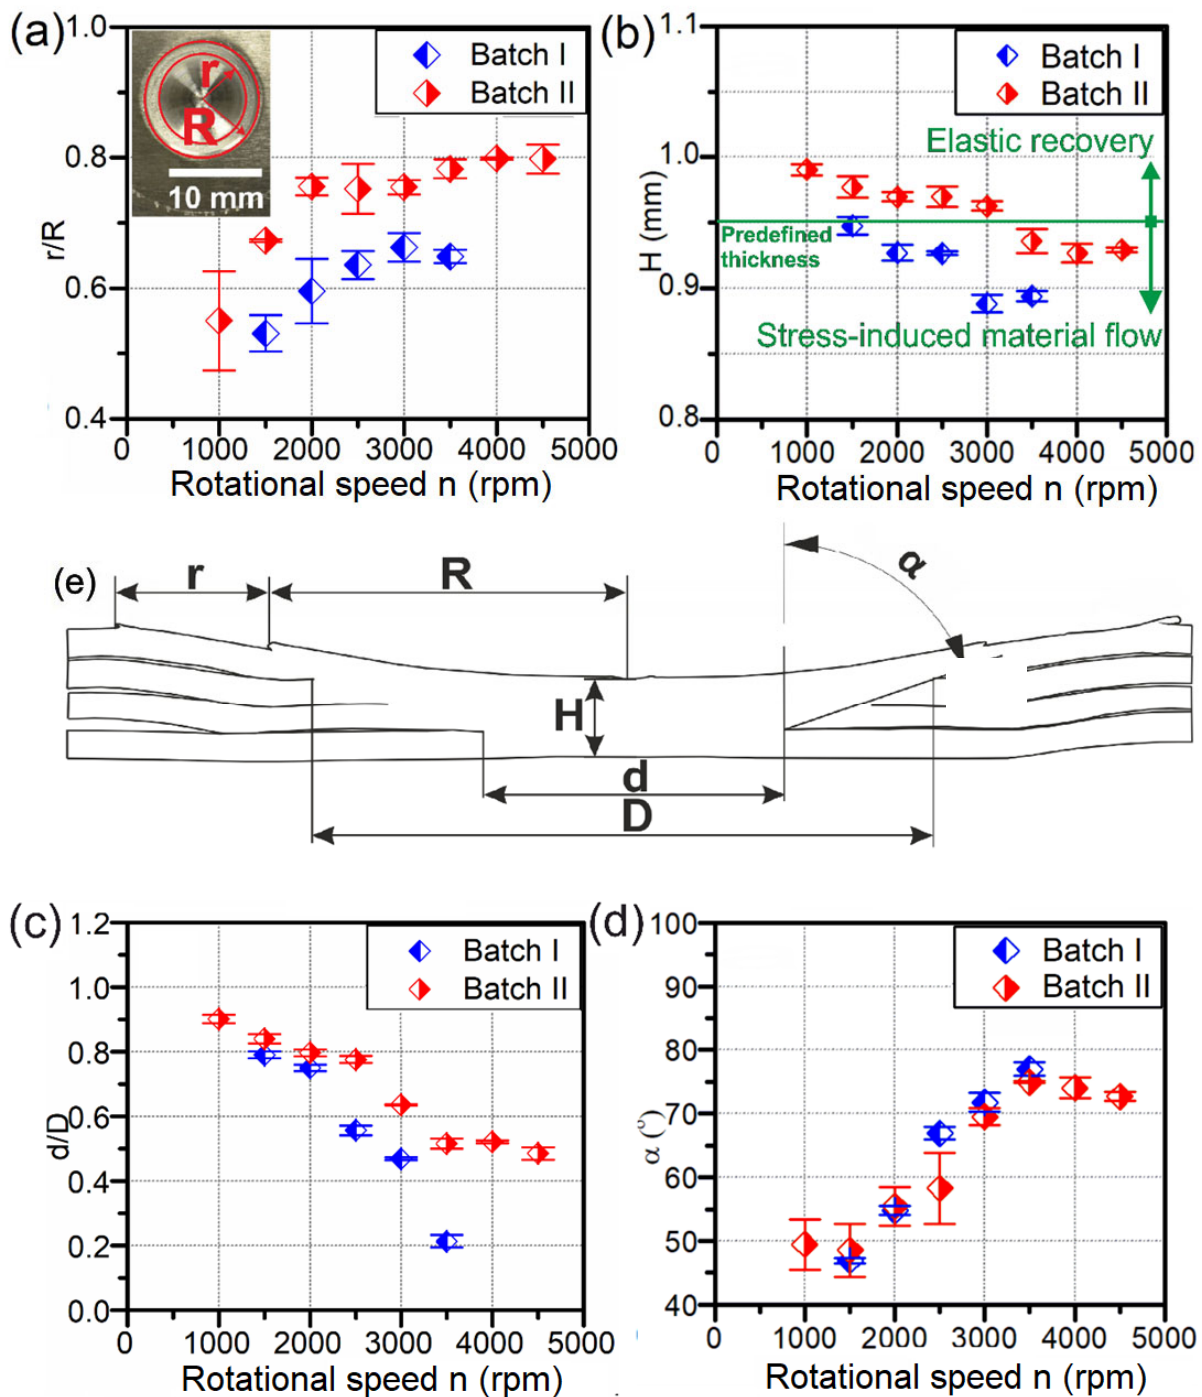 (a)
1.0
0.8
0.6
0.4
r/R
r
R
10 mm
Batch I
Batch II
0 1000 2000 3000 4000 5000
Rotational speed n (rpm)
(b)
1.1
1.0
0.9
0.8
H (mm)
Batch I
Batch II
Elastic recovery
Predefined
thickness
Stress-induced material flow
0 1000 2000 3000 4000 5000
Rotational speed n (rpm)
(e)
r
R
α
H
d
D
(c)
1.2
1.0
0.8
0.6
0.4
0.2
0.0
d/D
Batch I
Batch II
0 1000 2000 3000 4000 5000
Rotational speed n (rpm)
(d)
100
90
80
70
60
50
40
α (°)
Batch I
Batch II
0 1000 2000 3000 4000 5000
Rotational speed n (rpm)